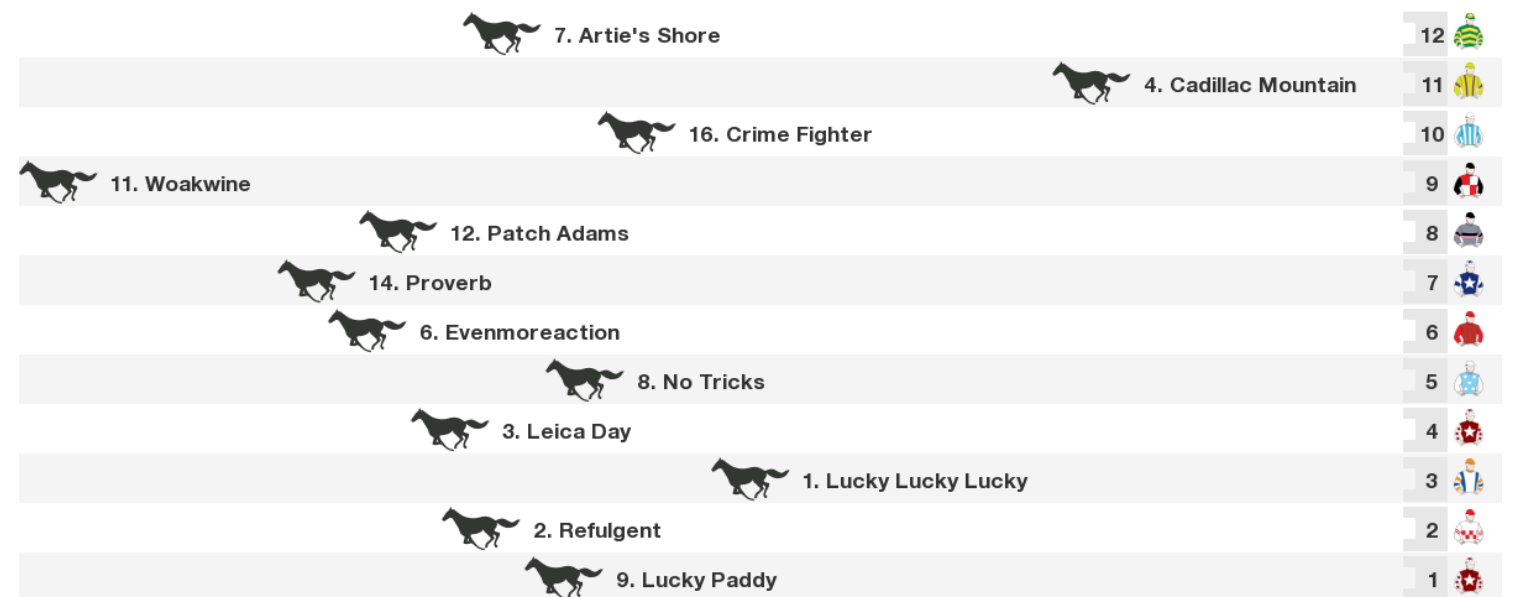 7. Artie's Shore 12
4. Cadillac Mountain 11
16. Crime Fighter 10
11. Woakwine 9
12. Patch Adams 8
14. Proverb 7
6. Evenmoreaction 6
8. No Tricks 5
3. Leica Day 4
1. Lucky Lucky Lucky 3
2. Refulgent 2
9. Lucky Paddy 1